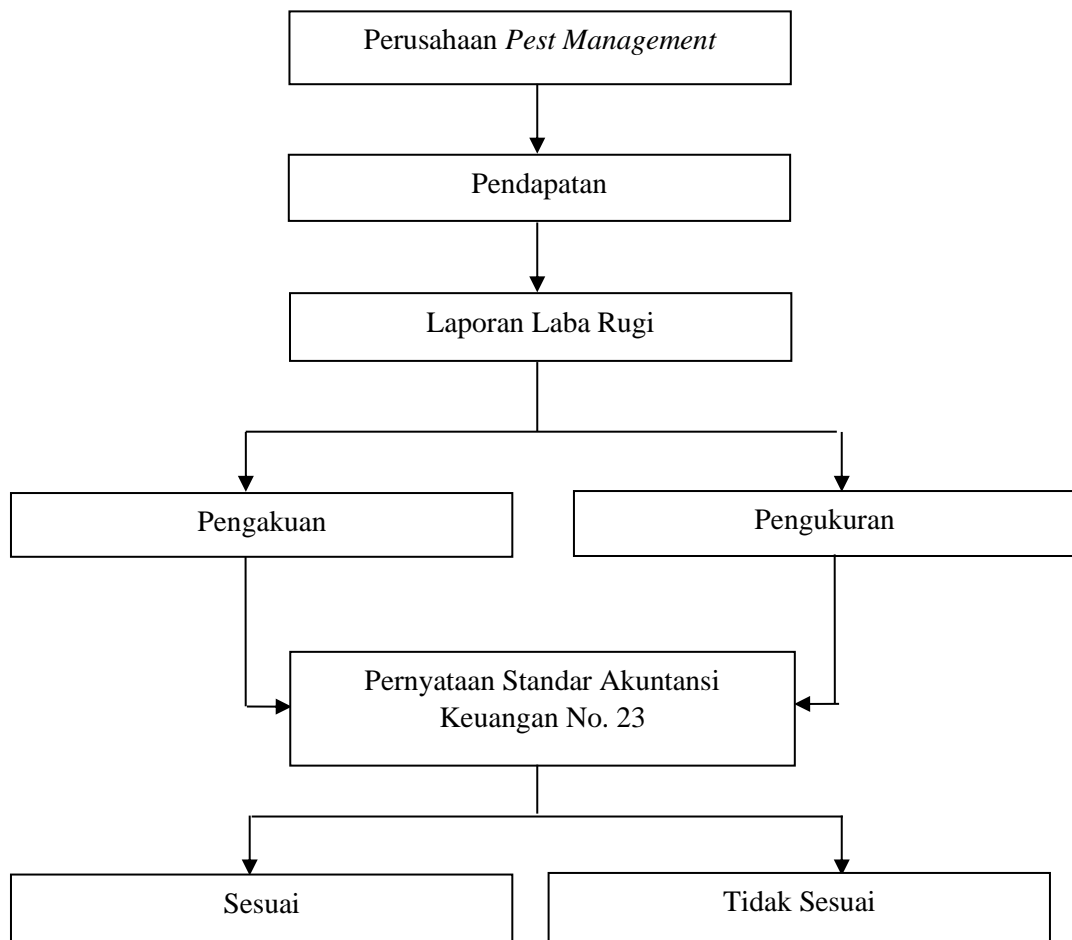 Perusahaan Pest Management
Pendapatan
Laporan Laba Rugi
Pengakuan
Pengukuran
Pernyataan Standar Akuntansi
Keuangan No. 23
Sesuai
Tidak Sesuai